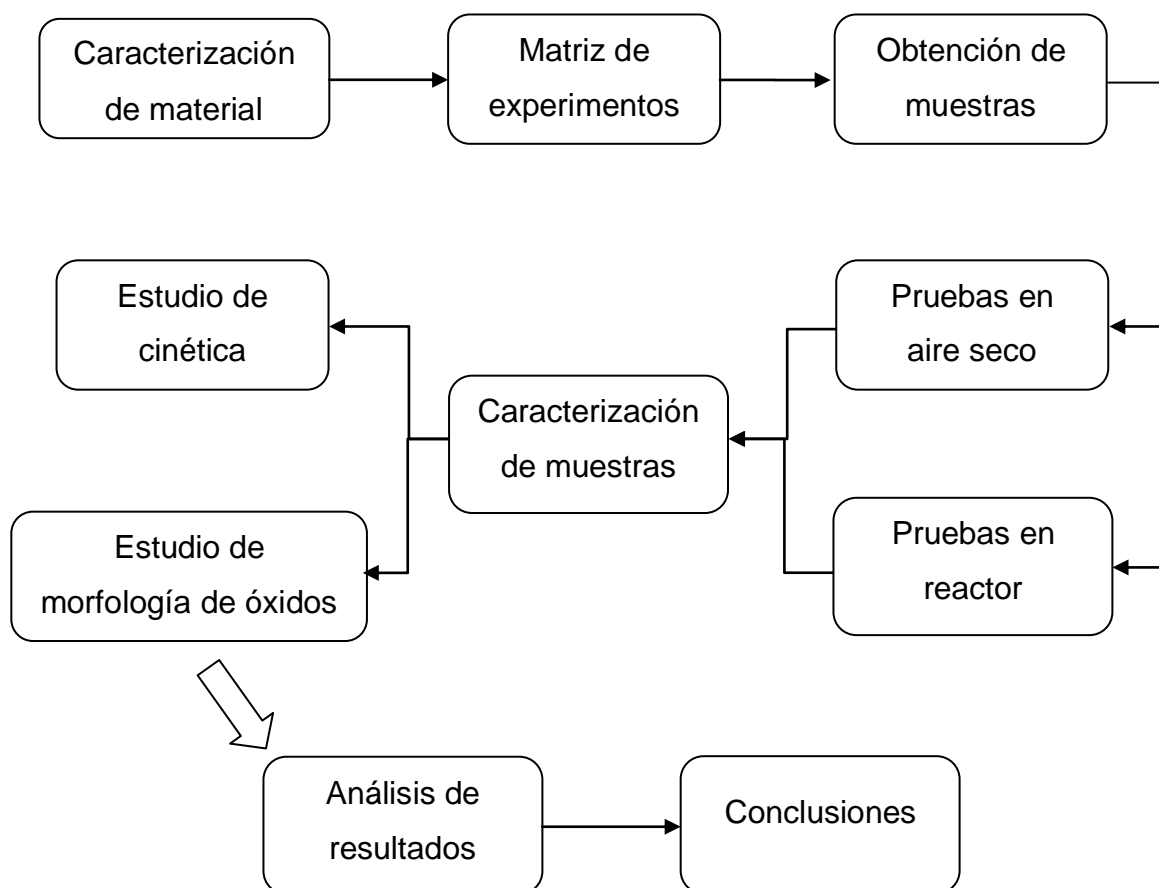 Caracterización
de material
Matriz de
experimentos
Obtención de
muestras
Estudio de
cinética
Pruebas en
aire seco
Caracterización
de muestras
Estudio de
morfología de óxidos
Pruebas en
reactor
Análisis de
resultados
Conclusiones